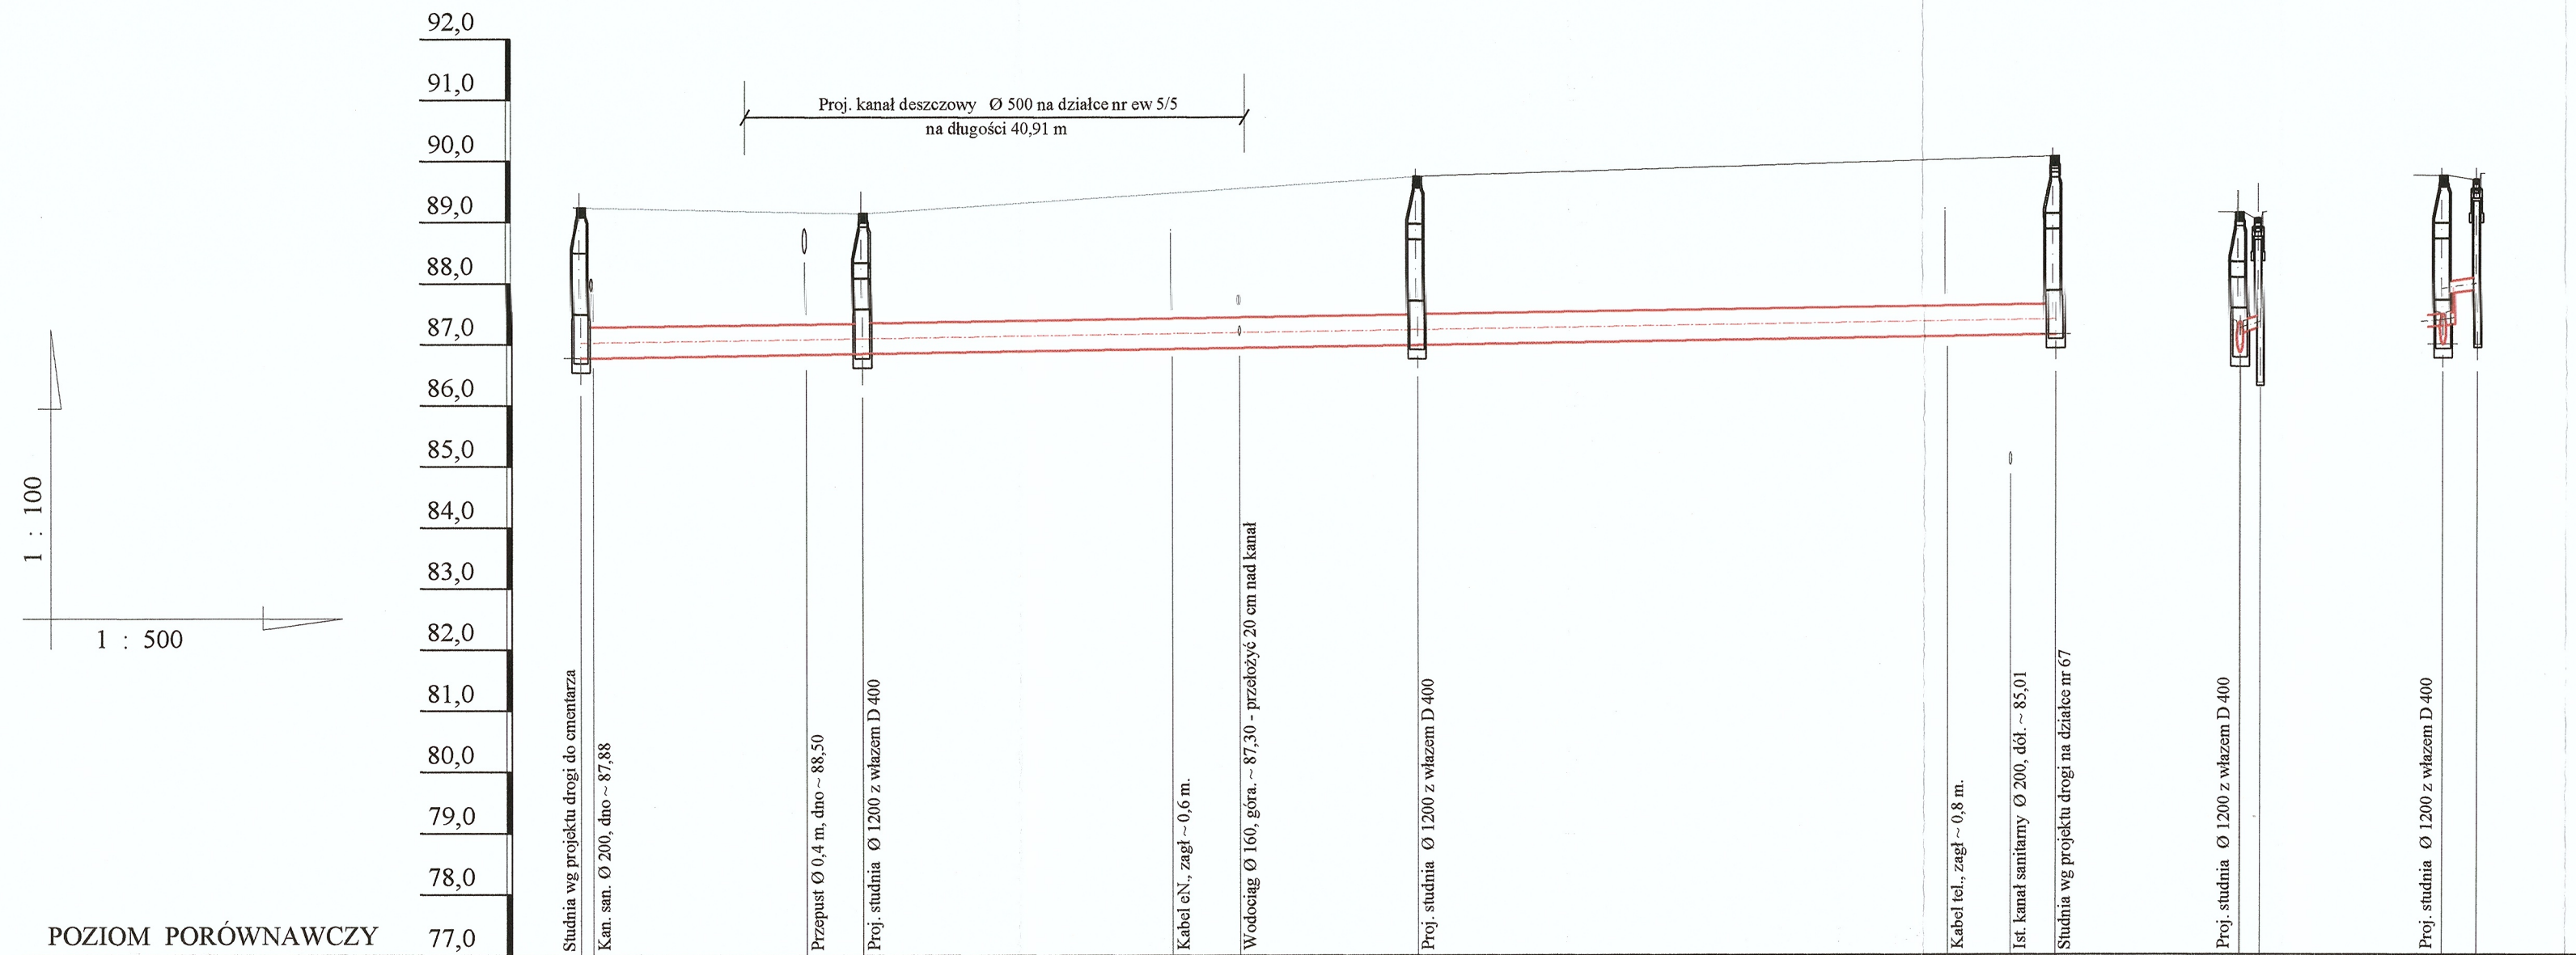 92,0
91,0
90,0
89,0
88,0
87,0
86,0
85,0
84,0
83,0
82,0
81,0
80,0
79,0
78,0
77,0
Proj. kanał deszczowy Ø 500 na działce nr ew 5/5
na długości 40,91 m
1 : 100
1 : 500
POZIOM PORÓWNAWCZY
Studnia wg projektu drogi do cmentarza
Kan. san. Ø 200, dno ~ 87,88
Przepust Ø 0,4 m, dno ~ 88,50
Proj. studnia Ø 1200 z włazem D 400
Kabel eN., zagł ~ 0,6 m.
Wodociąg Ø 160, góra. ~ 87,30 - przełożyć 20 cm nad kanał
Proj. studnia Ø 1200 z włazem D 400
Kabel tel., zagł ~ 0,8 m.
Ist. kanał sanitarny Ø 200, dół. ~ 85,01
Studnia wg projektu drogi na działce nr 67
Proj. studnia Ø 1200 z włazem D 400
Proj. studnia Ø 1200 z włazem D 400